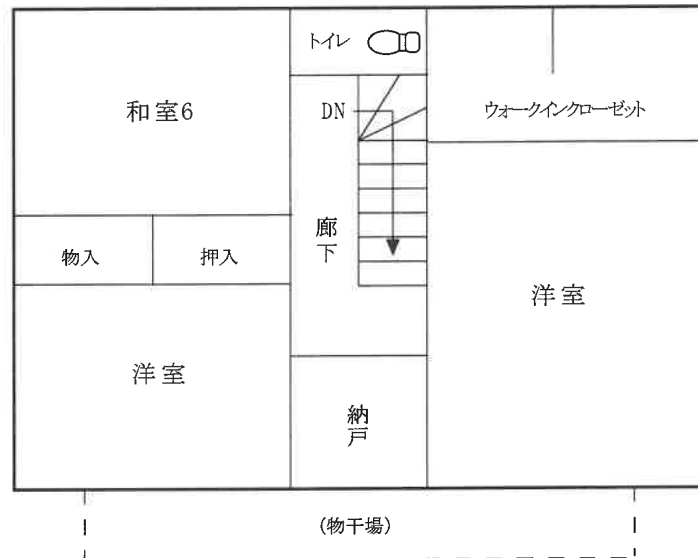 トイレ
和室6
DN
ウォークインクローゼット
廊下
物入
押入
洋室
洋室
納戸
(物干場)